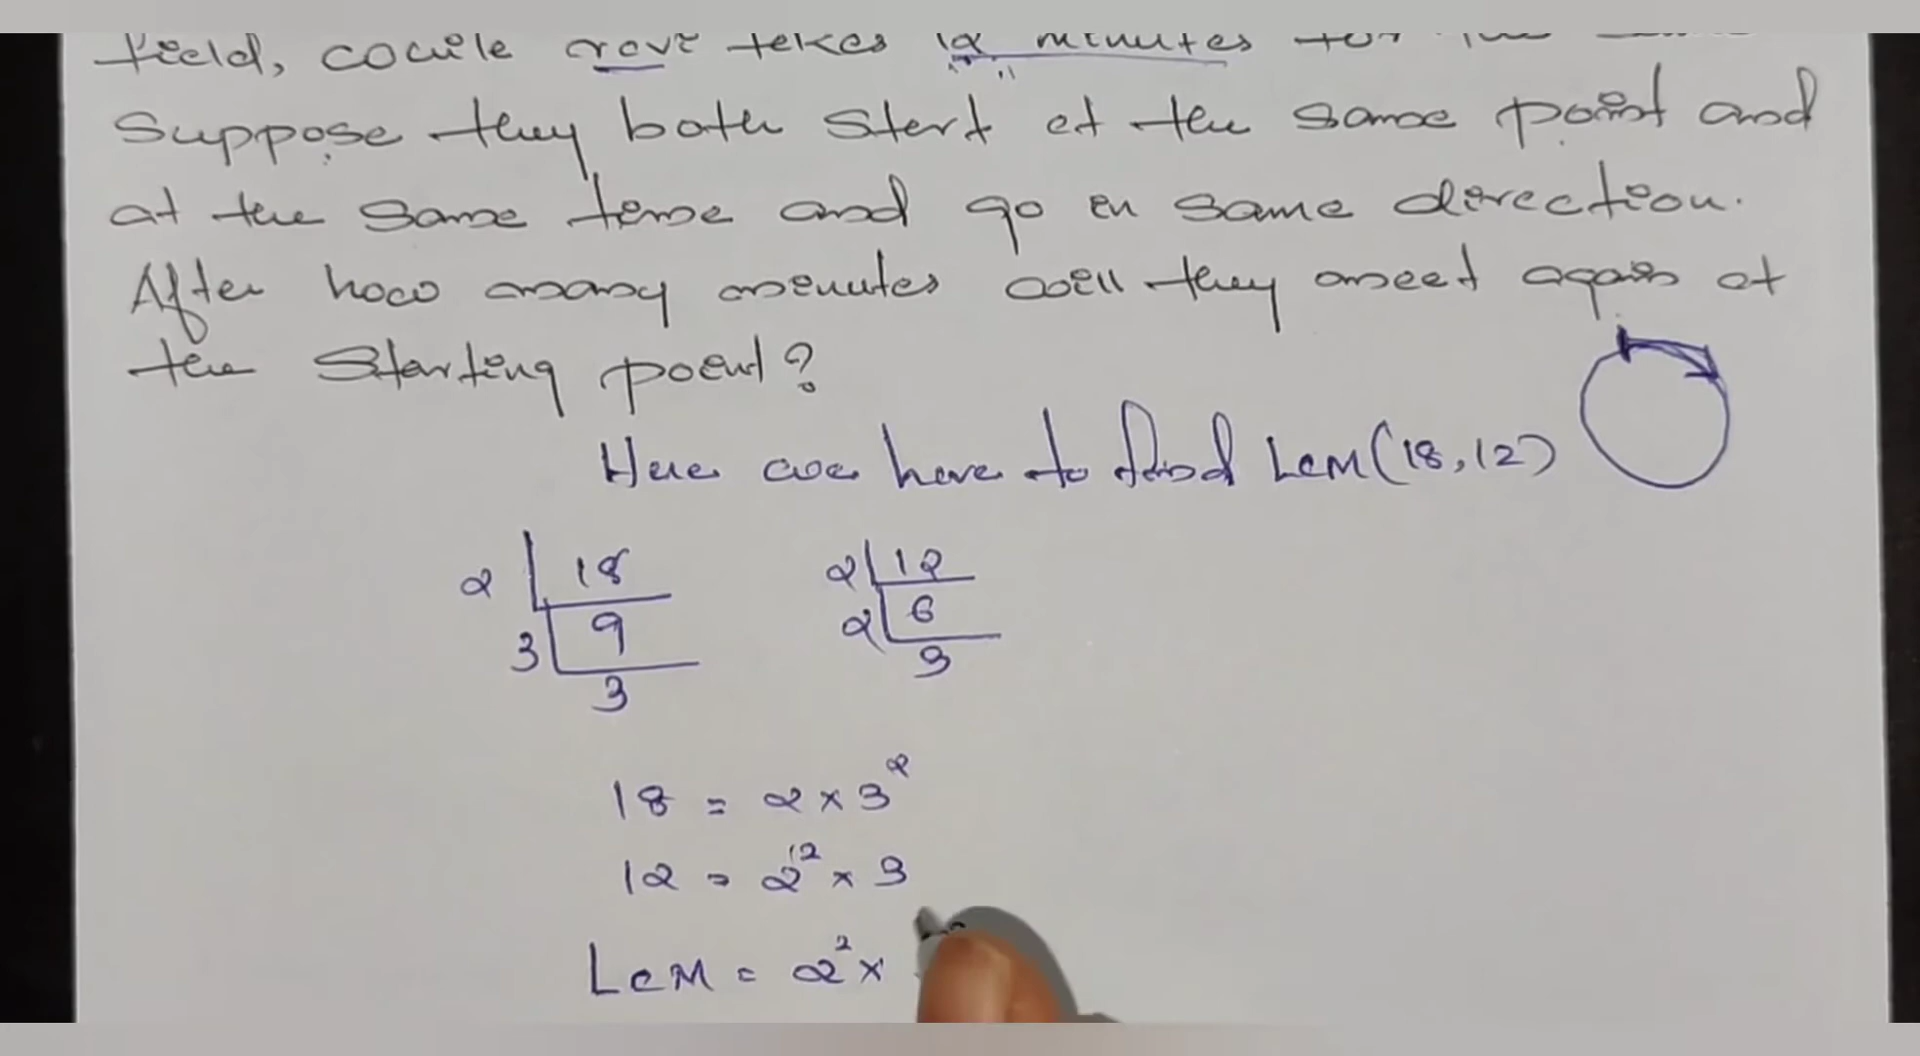 field, while ravi takes 12 minutes for the same
Suppose they both start at the same point and
at the same time and go in same direction.
After how many minutes will they meet again at
the starting point?
Here we have to find LCM(18,12)
2 18
3 9
3
2 12
2 6
3
18 = 2 × 3²
12 = 2² × 3
LCM = 2² ×